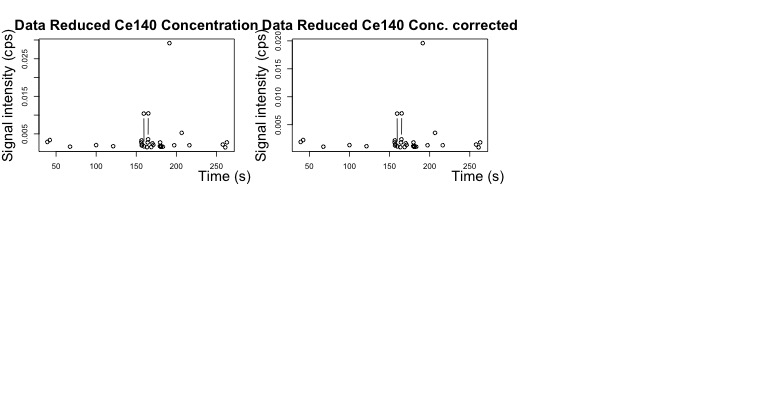 Data Reduced Ce140 Concentration
Signal intensity (cps)
0.005 0.015 0.025
50 100 150 200 250
Time (s)
Data Reduced Ce140 Conc. corrected
Signal intensity (cps)
0.005 0.010 0.015 0.020
50 100 150 200 250
Time (s)